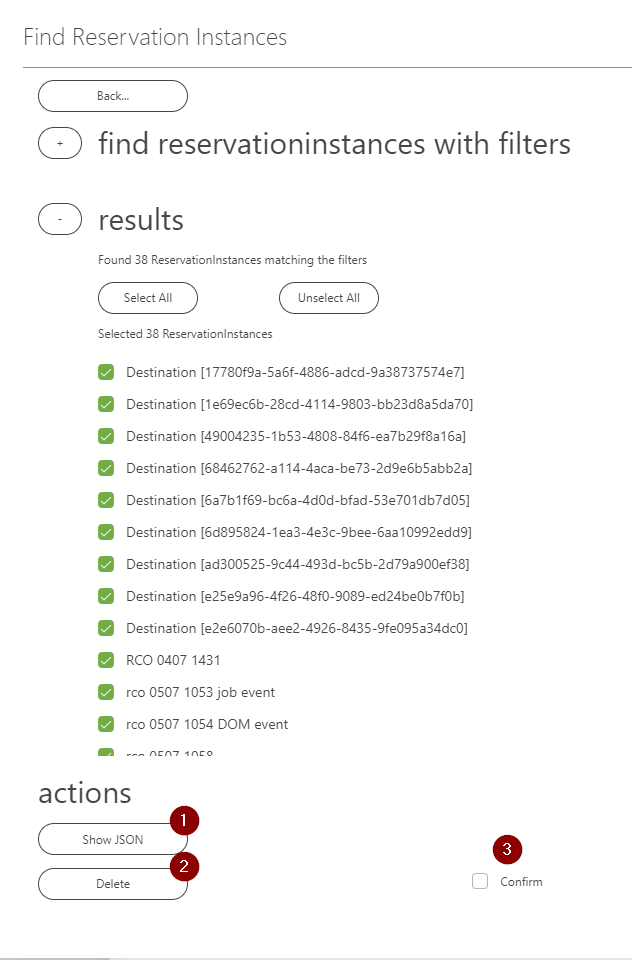 Find Reservation Instances
Back...
+ find reservationinstances with filters
- results
Found 38 ReservationInstances matching the filters
Select All Unselect All
Selected 38 ReservationInstances
Destination [17780f9a-5a6f-4886-adcd-9a38737574e7]
Destination [1e69ec6b-28cd-4114-9803-bb23d8a5da70]
Destination [49004235-1b53-4808-84f6-ea7b29f8a16a]
Destination [68462762-a114-4aca-be73-2d9e6b5abb2a]
Destination [6a7b1f69-bc6a-4d0d-bfad-53e701db7d05]
Destination [6d895824-1ea3-4e3c-9bee-6aa10992edd9]
Destination [ad300525-9c44-493d-bc5b-2d79a900ef38]
Destination [e25e9a96-4f26-48f0-9089-ed24be0b7f0b]
Destination [e2e6070b-aee2-4926-8435-9fe095a34dc0]
RCO 0407 1431
rco 0507 1053 job event
rco 0507 1054 DOM event
rco 0507 1058
actions
1
Show JSON
2
3
Delete
Confirm